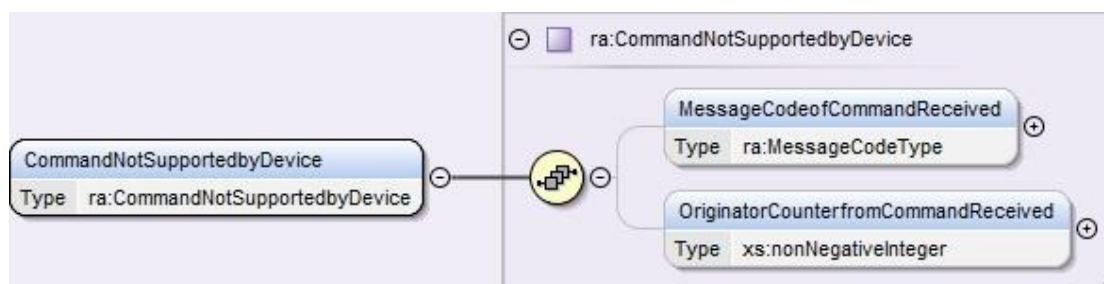 ra:CommandNotSupportedbyDevice
MessageCodeofCommandReceived
Type ra:MessageCodeType
CommandNotSupportedbyDevice
Type ra:CommandNotSupportedbyDevice
OriginatorCounterfromCommandReceived
Type xs:nonNegativeInteger